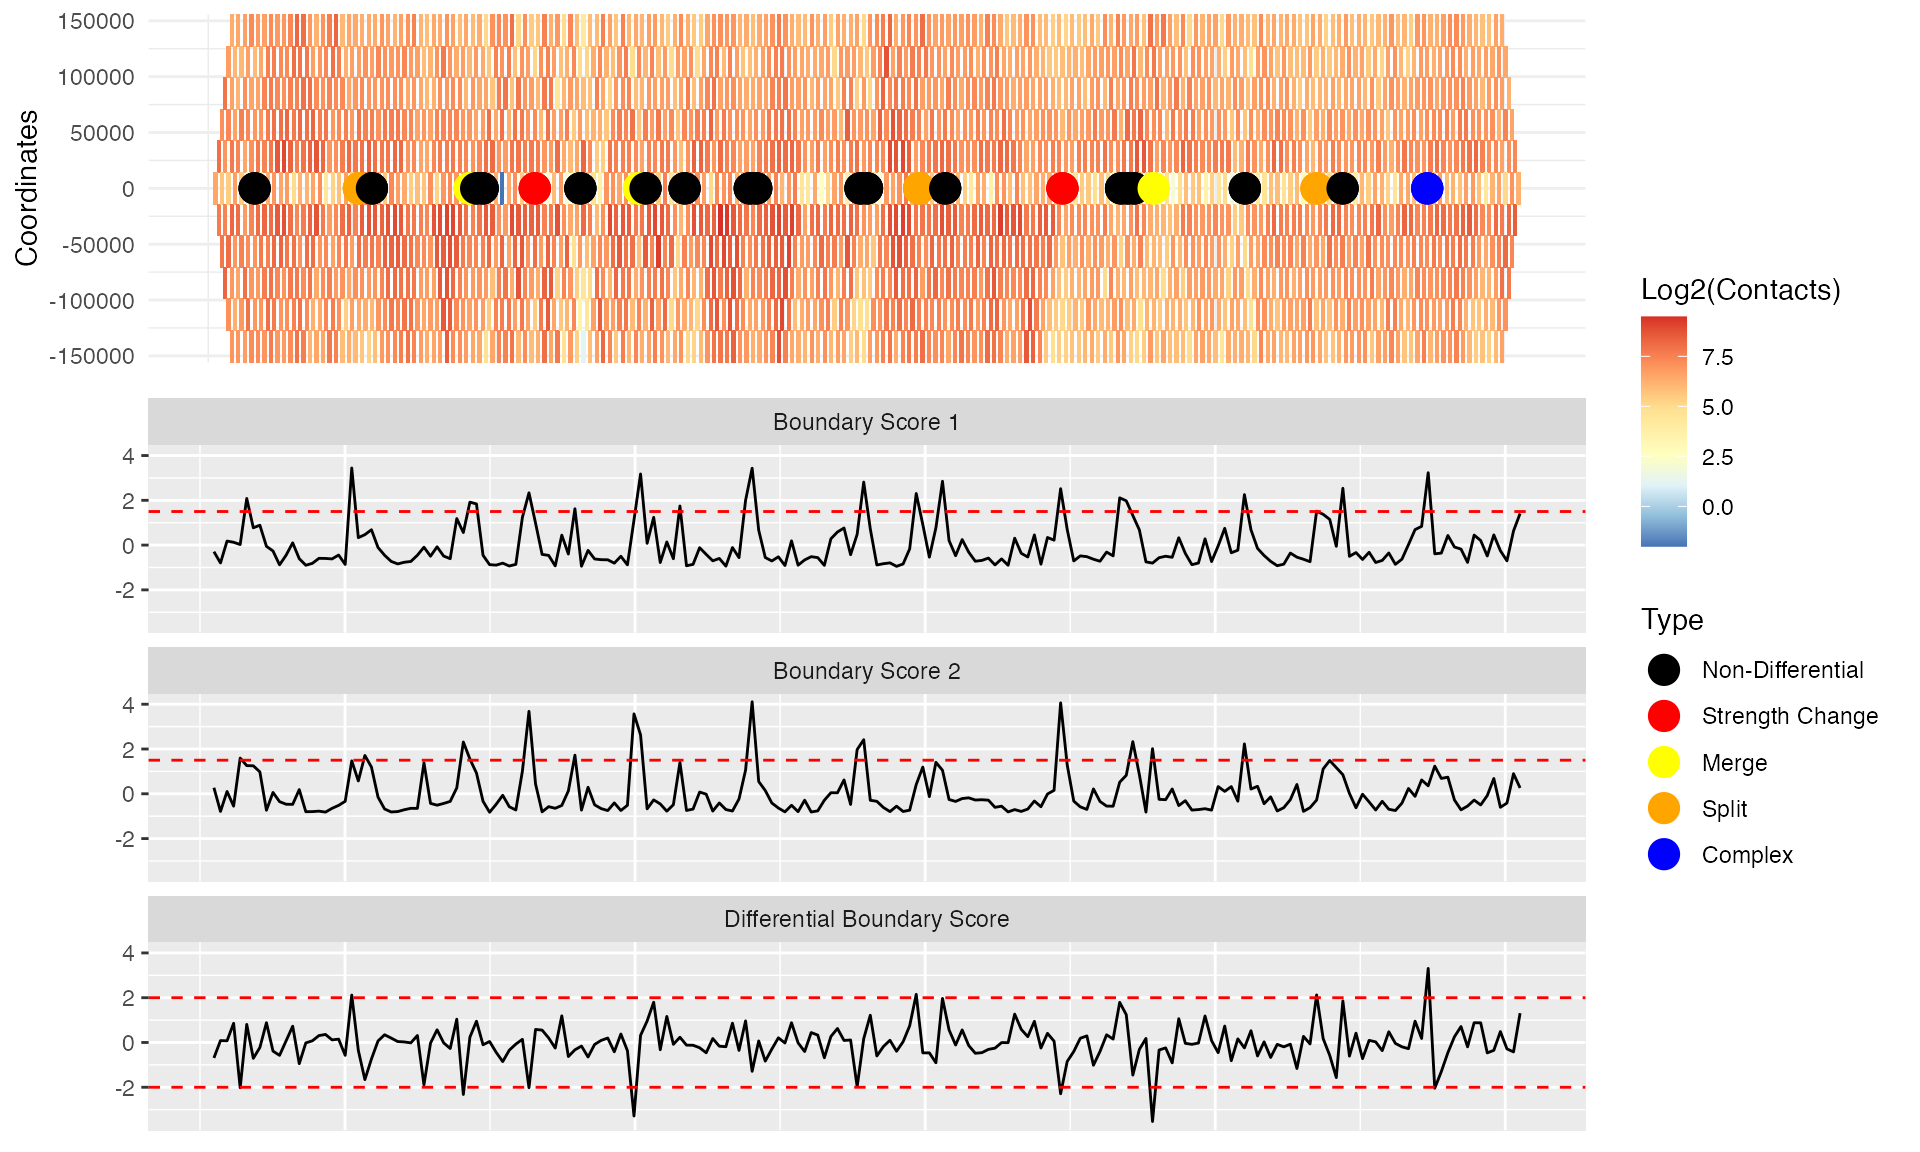 Coordinates
150000
100000
50000
0
-50000
-100000
-150000
Boundary Score 1
4
2
0
-2
Boundary Score 2
4
2
0
-2
Differential Boundary Score
4
2
0
-2
Log2(Contacts)
7.5
5.0
2.5
0.0
Type
Non-Differential
Strength Change
Merge
Split
Complex